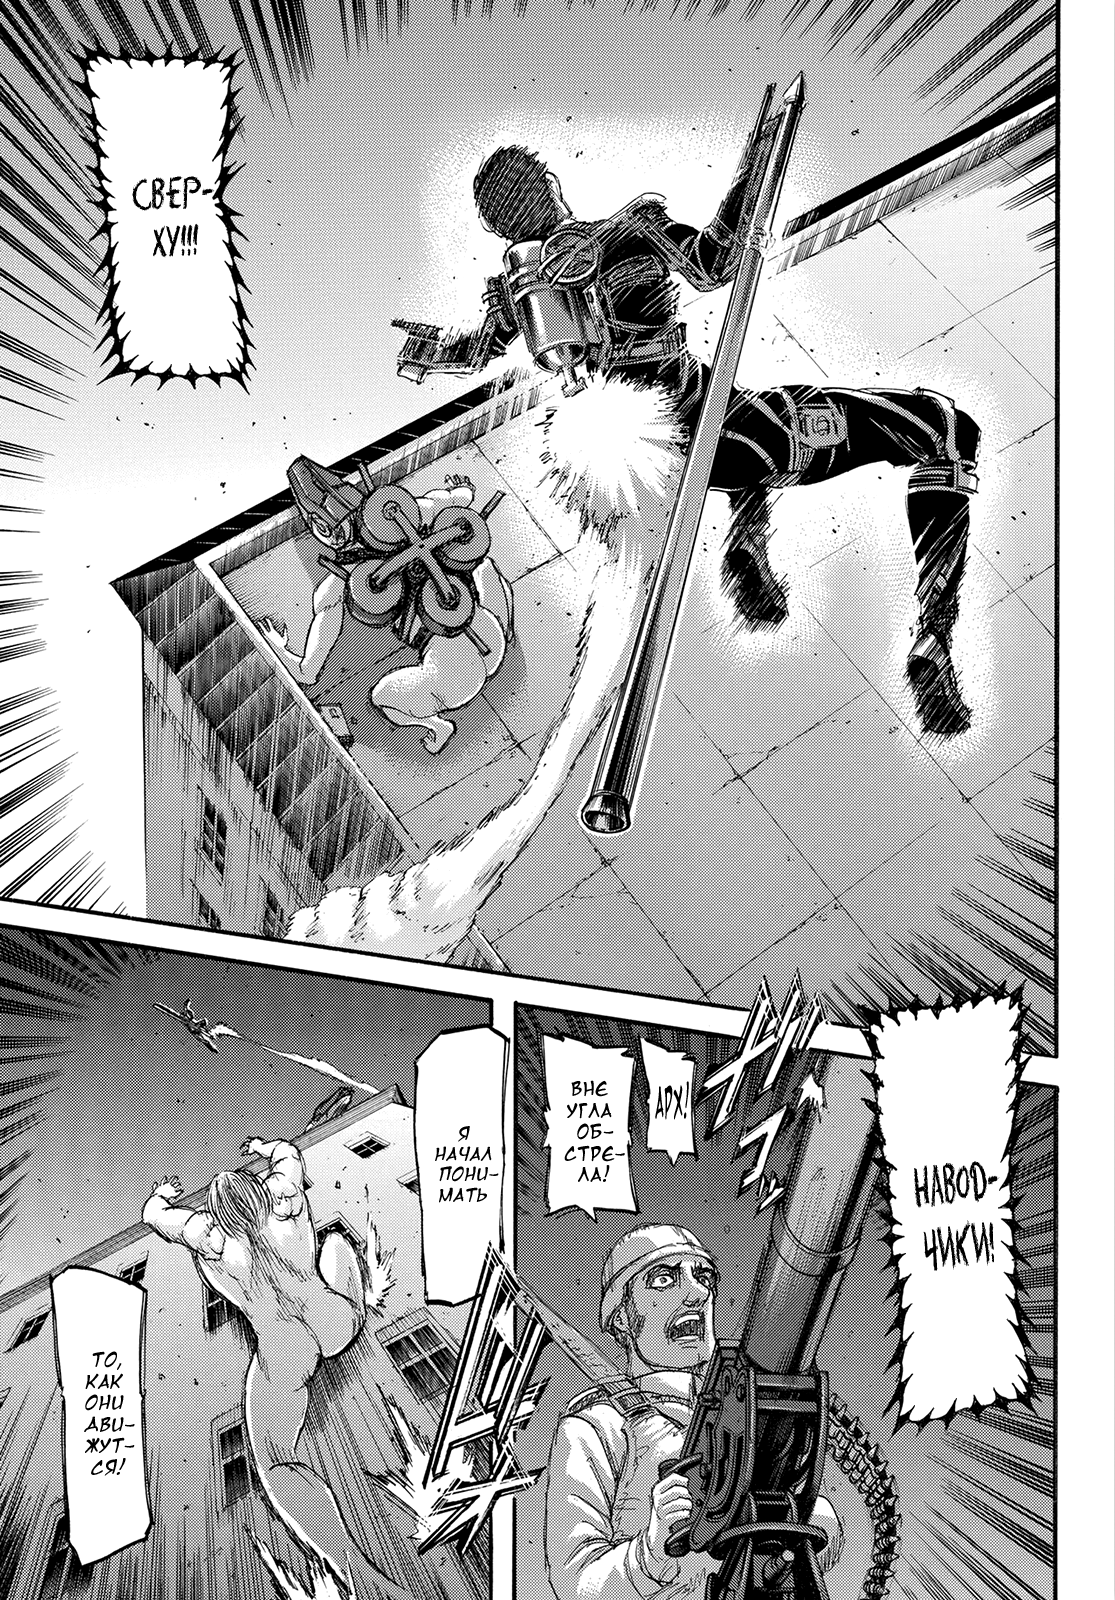 СВЕР-
ХУ!!!
НАВОД-
ЧИКИ!
АРХ!
ВНЕ
УГЛА
ОБ-
СТРЕ-
ЛА!
Я
НАЧАЛ
ПОНИ-
МАТЬ
ТО,
КАК
ОНИ
ДВИ-
ЖУТ-
СЯ!